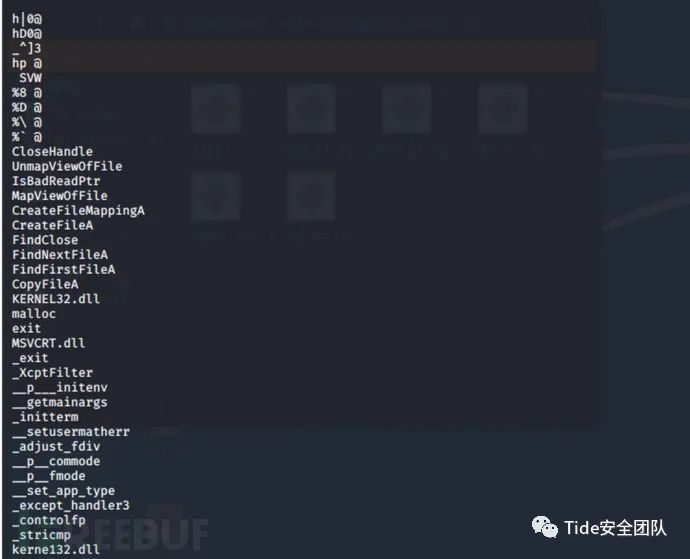 h|0@
hD0@
_^]3
hp @
 SVW
%8 @
%D @
%\ @
%` @
CloseHandle
UnmapViewOfFile
IsBadReadPtr
MapViewOfFile
CreateFileMappingA
CreateFileA
FindClose
FindNextFileA
FindFirstFileA
CopyFileA
KERNEL32.dll
malloc
exit
MSVCRT.dll
_exit
_XcptFilter
__p___initenv
__getmainargs
_initterm
__setusermatherr
_adjust_fdiv
__p__commode
__p__fmode
__set_app_type
_except_handler3
_controlfp
_stricmp
kerne132.dll
REEBUF
Tide安全团队